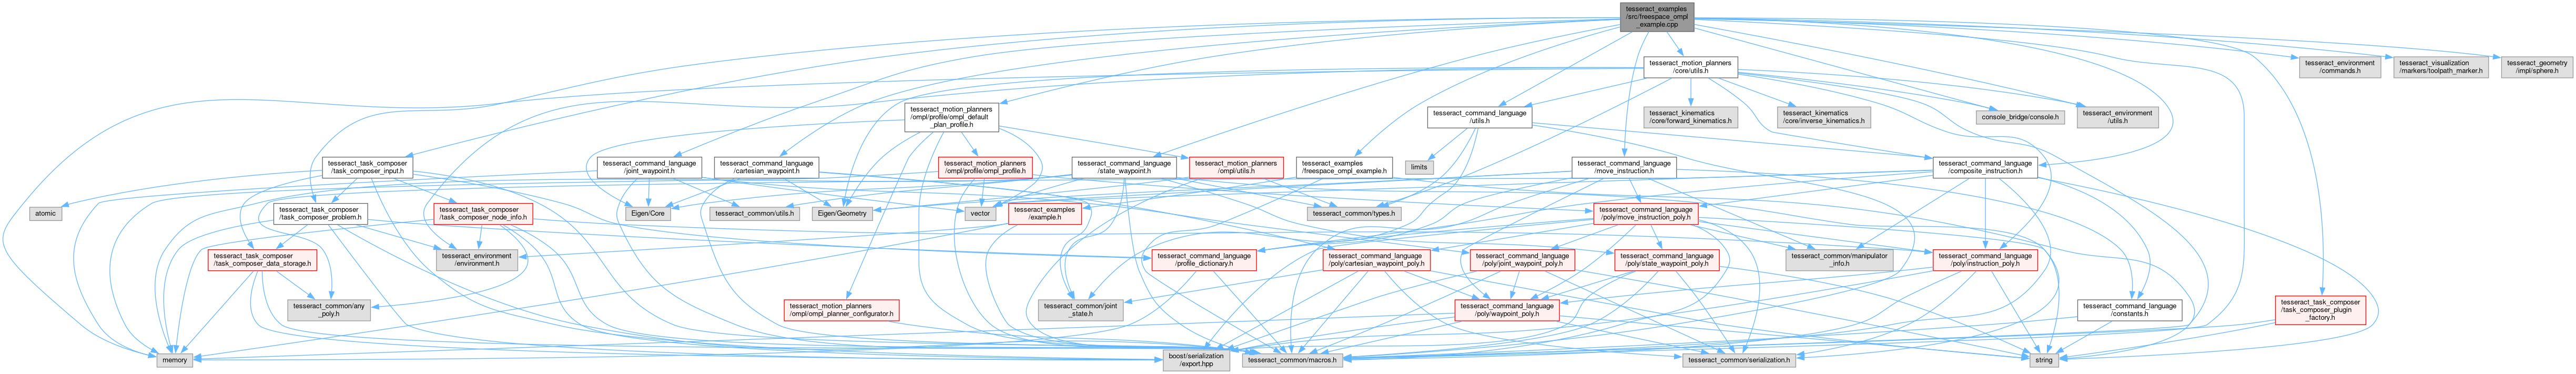 tesseract_examples
/src/freespace_ompl
_example.cpp
tesseract_motion_planners
/core/utils.h
tesseract_environment
/commands.h
tesseract_visualization
/markers/toolpath_marker.h
tesseract_geometry
/impl/sphere.h
tesseract_motion_planners
/ompl/profile/ompl_default
_plan_profile.h
tesseract_command_language
/utils.h
tesseract_kinematics
/core/forward_kinematics.h
tesseract_kinematics
/core/inverse_kinematics.h
console_bridge/console.h
tesseract_environment
/utils.h
tesseract_task_composer
/task_composer_input.h
tesseract_command_language
/joint_waypoint.h
tesseract_command_language
/cartesian_waypoint.h
tesseract_motion_planners
/ompl/profile/ompl_profile.h
tesseract_command_language
/state_waypoint.h
tesseract_motion_planners
/ompl/utils.h
tesseract_examples
/freespace_ompl_example.h
limits
tesseract_command_language
/move_instruction.h
tesseract_command_language
/composite_instruction.h
atomic
tesseract_task_composer
/task_composer_problem.h
tesseract_task_composer
/task_composer_node_info.h
Eigen/Core
tesseract_common/utils.h
Eigen/Geometry
vector
tesseract_examples
/example.h
tesseract_common/types.h
tesseract_command_language
/poly/move_instruction_poly.h
tesseract_task_composer
/task_composer_data_storage.h
tesseract_environment
/environment.h
tesseract_command_language
/profile_dictionary.h
tesseract_command_language
/poly/cartesian_waypoint_poly.h
tesseract_command_language
/poly/joint_waypoint_poly.h
tesseract_command_language
/poly/state_waypoint_poly.h
tesseract_common/manipulator
_info.h
tesseract_command_language
/poly/instruction_poly.h
tesseract_common/any
_poly.h
tesseract_motion_planners
/ompl/ompl_planner_configurator.h
tesseract_common/joint
_state.h
tesseract_command_language
/poly/waypoint_poly.h
tesseract_command_language
/constants.h
tesseract_task_composer
/task_composer_plugin
_factory.h
memory
boost/serialization
/export.hpp
tesseract_common/macros.h
tesseract_common/serialization.h
string